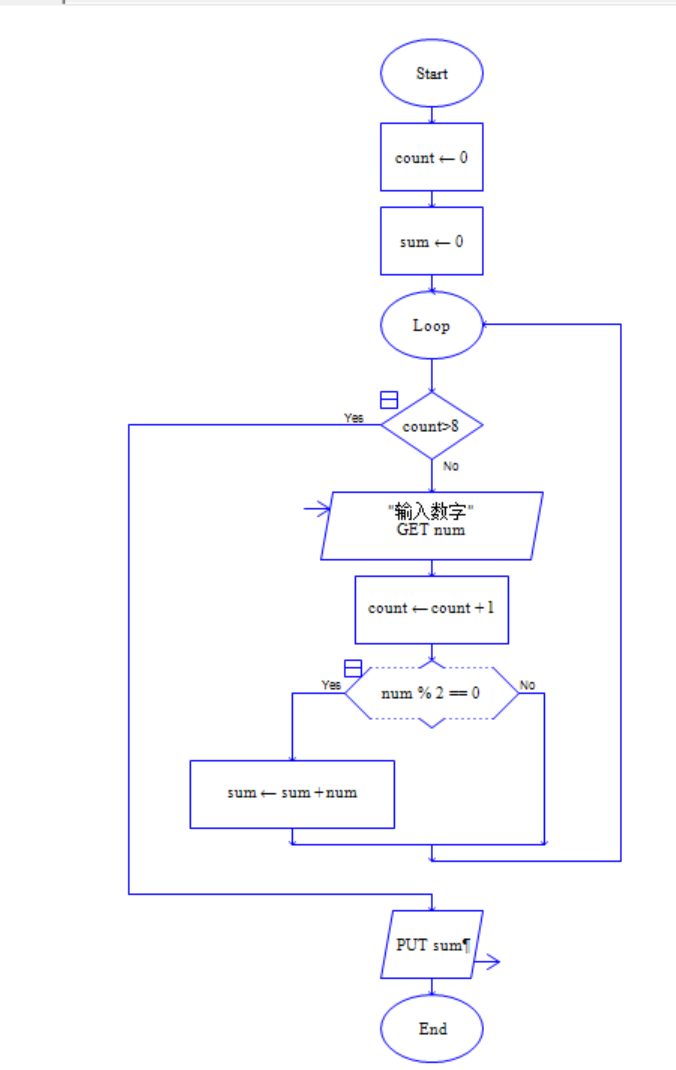 Start
count ← 0
sum ← 0
Loop
count>8
Yes
No
"输入数字"
GET num
count ← count +1
num % 2 == 0
Yes
No
sum ← sum +num
PUT sum¶
End